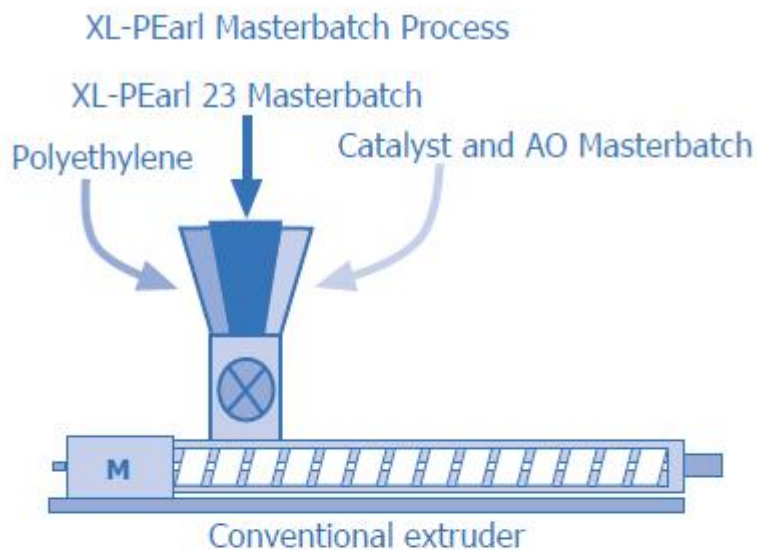 XL-PEarl Masterbatch Process
XL-PEarl 23 Masterbatch
Polyethylene
Catalyst and AO Masterbatch
M
Conventional extruder